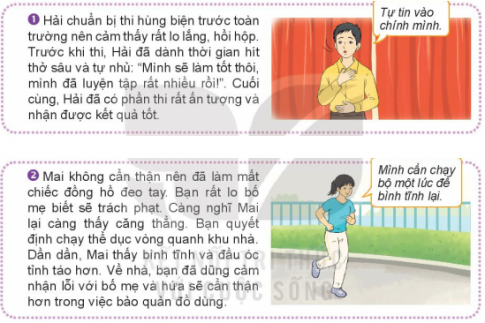 1 Hải chuẩn bị thi hùng biện trước toàn
trường nên cảm thấy rất lo lắng, hồi hộp.
Trước khi thi, Hải đã dành thời gian hít
thở sâu và tự nhủ: “Mình sẽ làm tốt thôi,
mình đã luyện tập rất nhiều rồi!”. Cuối
cùng, Hải đã có phần thi rất ấn tượng và
nhận được kết quả tốt.
Tự tin vào
chính mình.
2 Mai không cẩn thận nên đã làm mất
chiếc đồng hồ đeo tay. Bạn rất lo bố
mẹ biết sẽ trách phạt. Càng nghĩ Mai
lại càng thấy căng thẳng. Bạn quyết
định chạy thể dục vòng quanh khu nhà.
Dần dần, Mai thấy bình tĩnh và đầu óc
tỉnh táo hơn. Về nhà, bạn đã dũng cảm
nhận lỗi với bố mẹ và hứa sẽ cẩn thận
hơn trong việc bảo quản đồ dùng.
Mình cần chạy
bộ một lúc để
bình tĩnh lại.